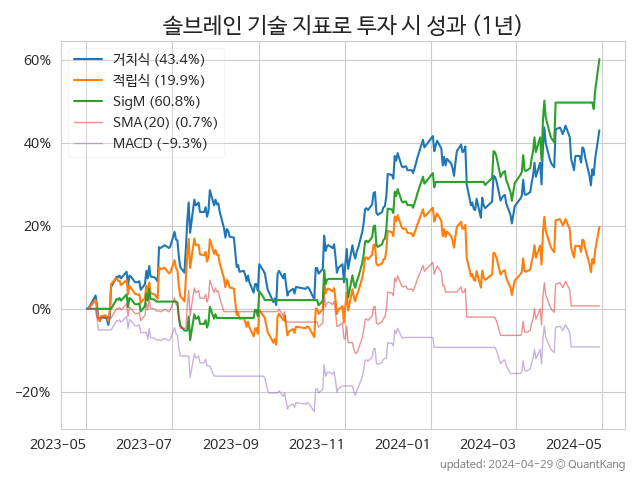 솔브레인 기술 지표로 투자 시 성과 (1년)
60%
40%
20%
0%
−20%
거치식 (43.4%)
적립식 (19.9%)
SigM (60.8%)
SMA(20) (0.7%)
MACD (−9.3%)
2023-05
2023-07
2023-09
2023-11
2024-01
2024-03
2024-05
updated: 2024-04-29 © QuantKang